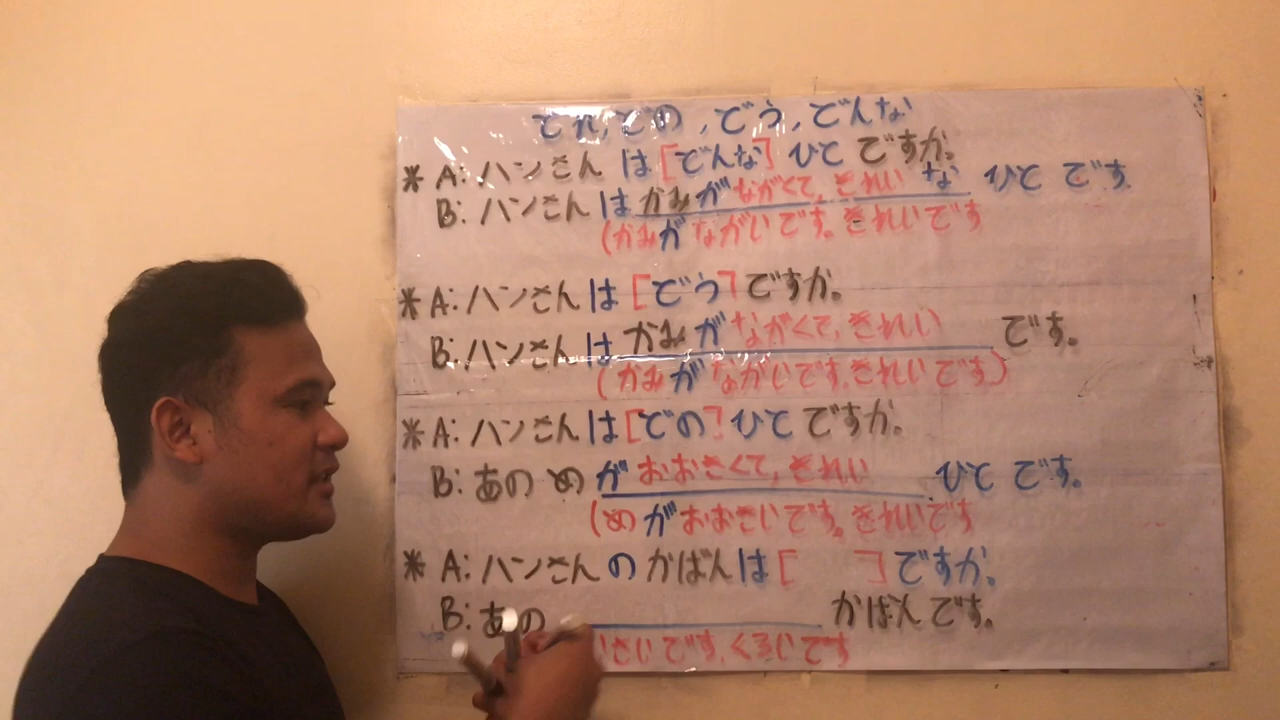 どれ,どの,どう,どんな
* A: ハンさん は [どんな] ひと ですか。
B: ハンさん は かみ が ながくて, きれい な ひと です
(かみが ながいです。きれいです
* A: ハンさん は [どう] ですか。
B: ハンさん は かみ が ながくて, きれい です。
(かみが ながいです。きれいです)
* A: ハンさん は [どの] ひと ですか。
B: あの め が おおきくて, きれい ひと です。
(め が おおきいです。きれいです
* A: ハンさん の かばん は [ ] ですか。
B: あの かばん です。
いさいです。くろいです